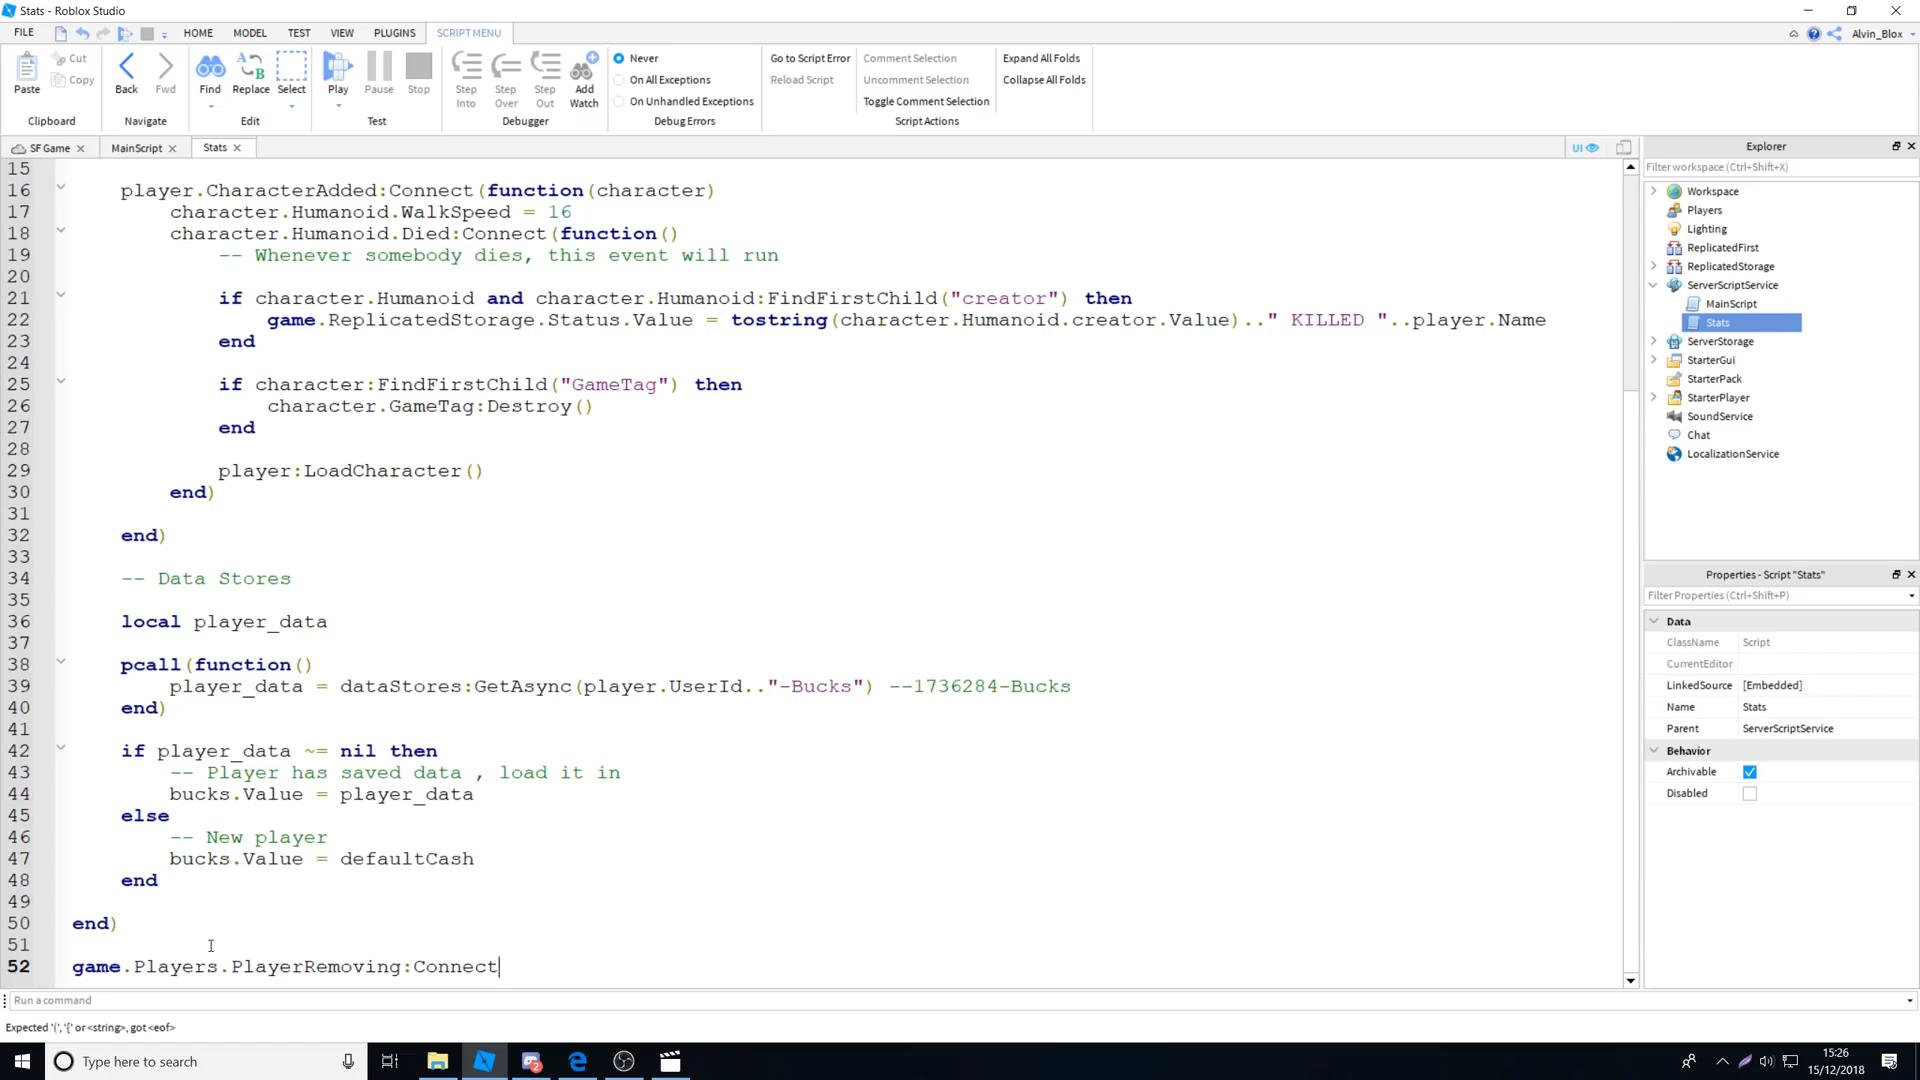 Stats - Roblox Studio
FILE HOME MODEL TEST VIEW PLUGINS SCRIPT MENU Alvin_Blox
Paste Cut Copy Back Fwd Find Replace Select Play Pause Stop Step Into Step Over Step Out Add Watch
Never
On All Exceptions
On Unhandled Exceptions
Go to Script Error
Reload Script
Comment Selection
Uncomment Selection
Toggle Comment Selection
Expand All Folds
Collapse All Folds
Clipboard Navigate Edit Test Debugger Debug Errors Script Actions
SF Game MainScript Stats UI
15
16 player.CharacterAdded:Connect(function(character)
17 character.Humanoid.WalkSpeed = 16
18 character.Humanoid.Died:Connect(function()
19 -- Whenever somebody dies, this event will run
20
21 if character.Humanoid and character.Humanoid:FindFirstChild("creator") then
22 game.ReplicatedStorage.Status.Value = tostring(character.Humanoid.creator.Value).." KILLED "..player.Name
23 end
24
25 if character:FindFirstChild("GameTag") then
26 character.GameTag:Destroy()
27 end
28
29 player:LoadCharacter()
30 end)
31
32 end)
33
34 -- Data Stores
35
36 local player_data
37
38 pcall(function()
39 player_data = dataStores:GetAsync(player.UserId.."-Bucks") --1736284-Bucks
40 end)
41
42 if player_data ~= nil then
43 -- Player has saved data , load it in
44 bucks.Value = player_data
45 else
46 -- New player
47 bucks.Value = defaultCash
48 end
49
50 end)
51
52 game.Players.PlayerRemoving:Connect
Explorer
Filter workspace (Ctrl+Shift+X)
Workspace
Players
Lighting
ReplicatedFirst
ReplicatedStorage
ServerScriptService
MainScript
Stats
ServerStorage
StarterGui
StarterPack
StarterPlayer
SoundService
Chat
LocalizationService
Properties - Script "Stats"
Filter Properties (Ctrl+Shift+P)
Data
ClassName Script
CurrentEditor
LinkedSource [Embedded]
Name Stats
Parent ServerScriptService
Behavior
Archivable
Disabled
Run a command
Expected '(', '{' or <string>, got <eof>
Type here to search
2
15:26
15/12/2018